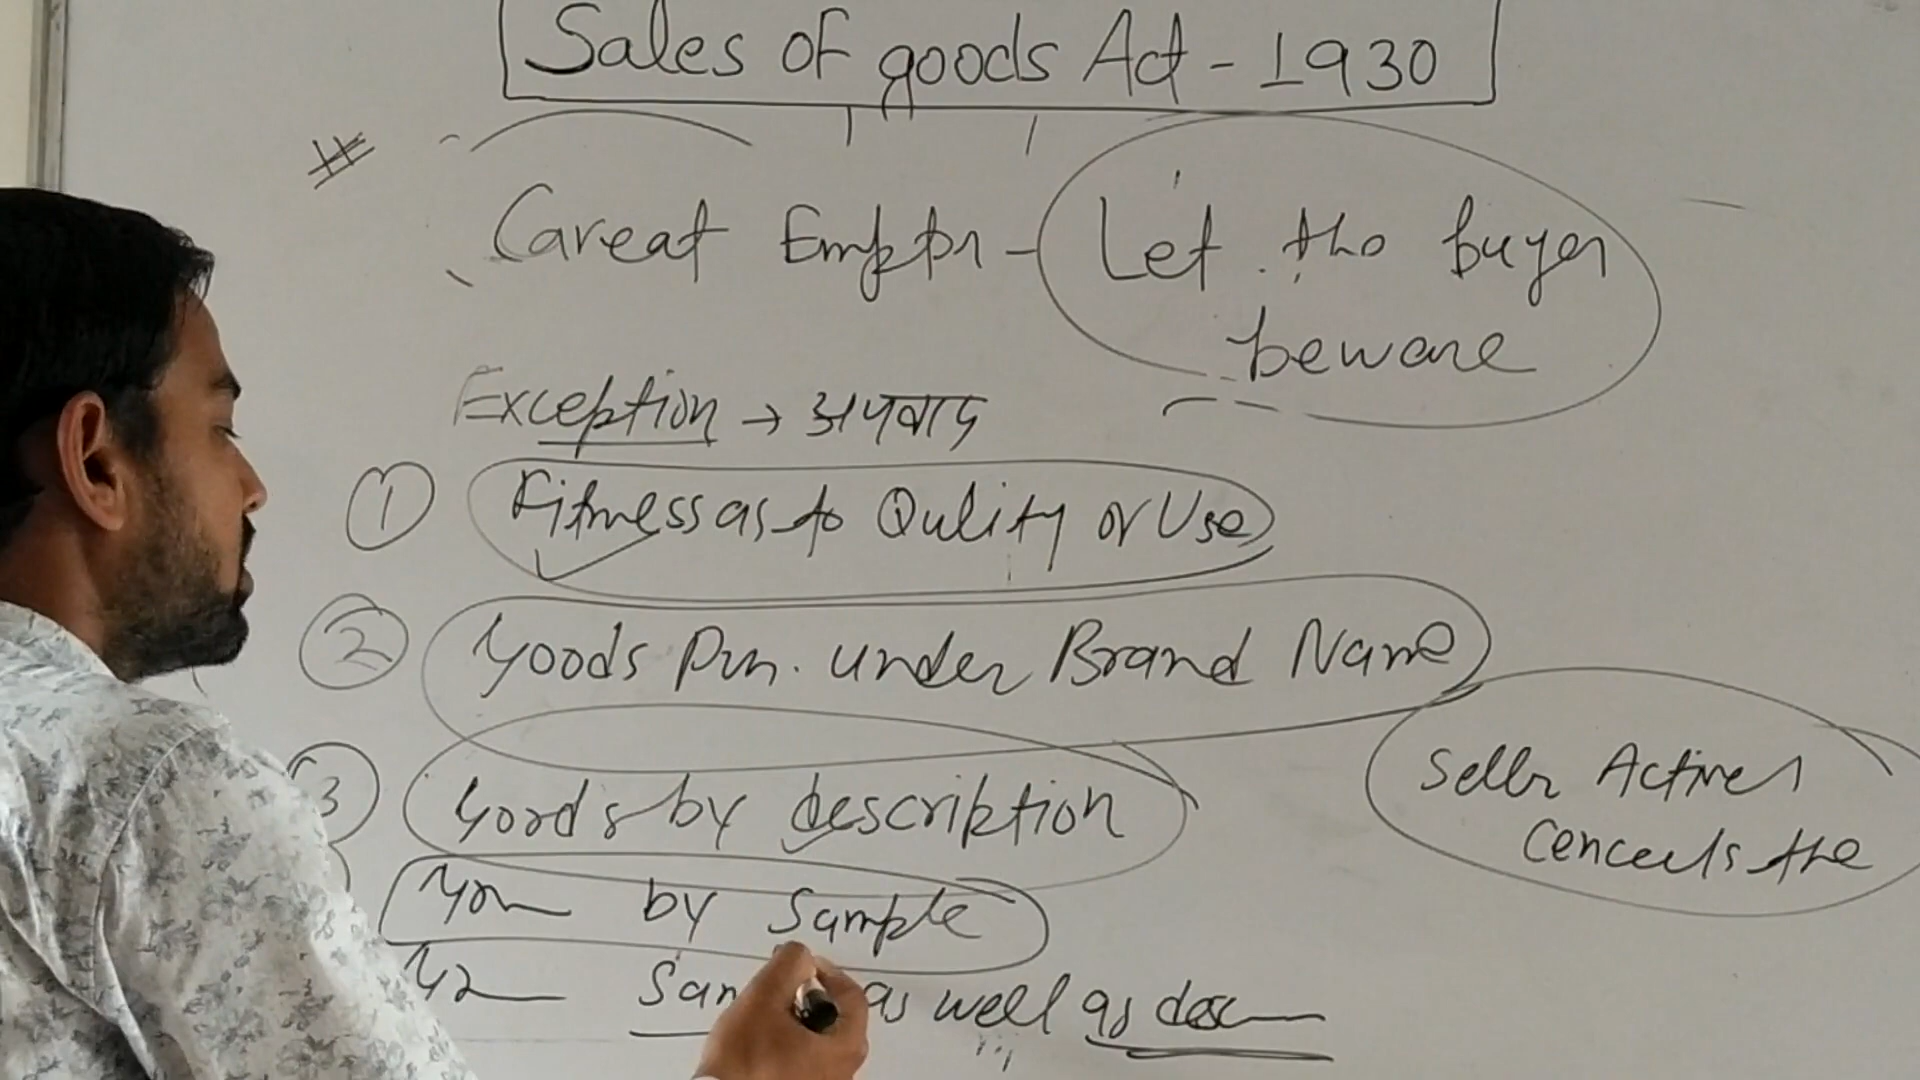 Sales of goods Act - 1930
# Caveat Emptor - Let the buyer
beware
Exception → अपवाद
① Fitness as to Qulity or Use
② Goods Pur. under Brand Name
③ Goods by description
by Sample
as well as desc
Seller Actives
Conceals the